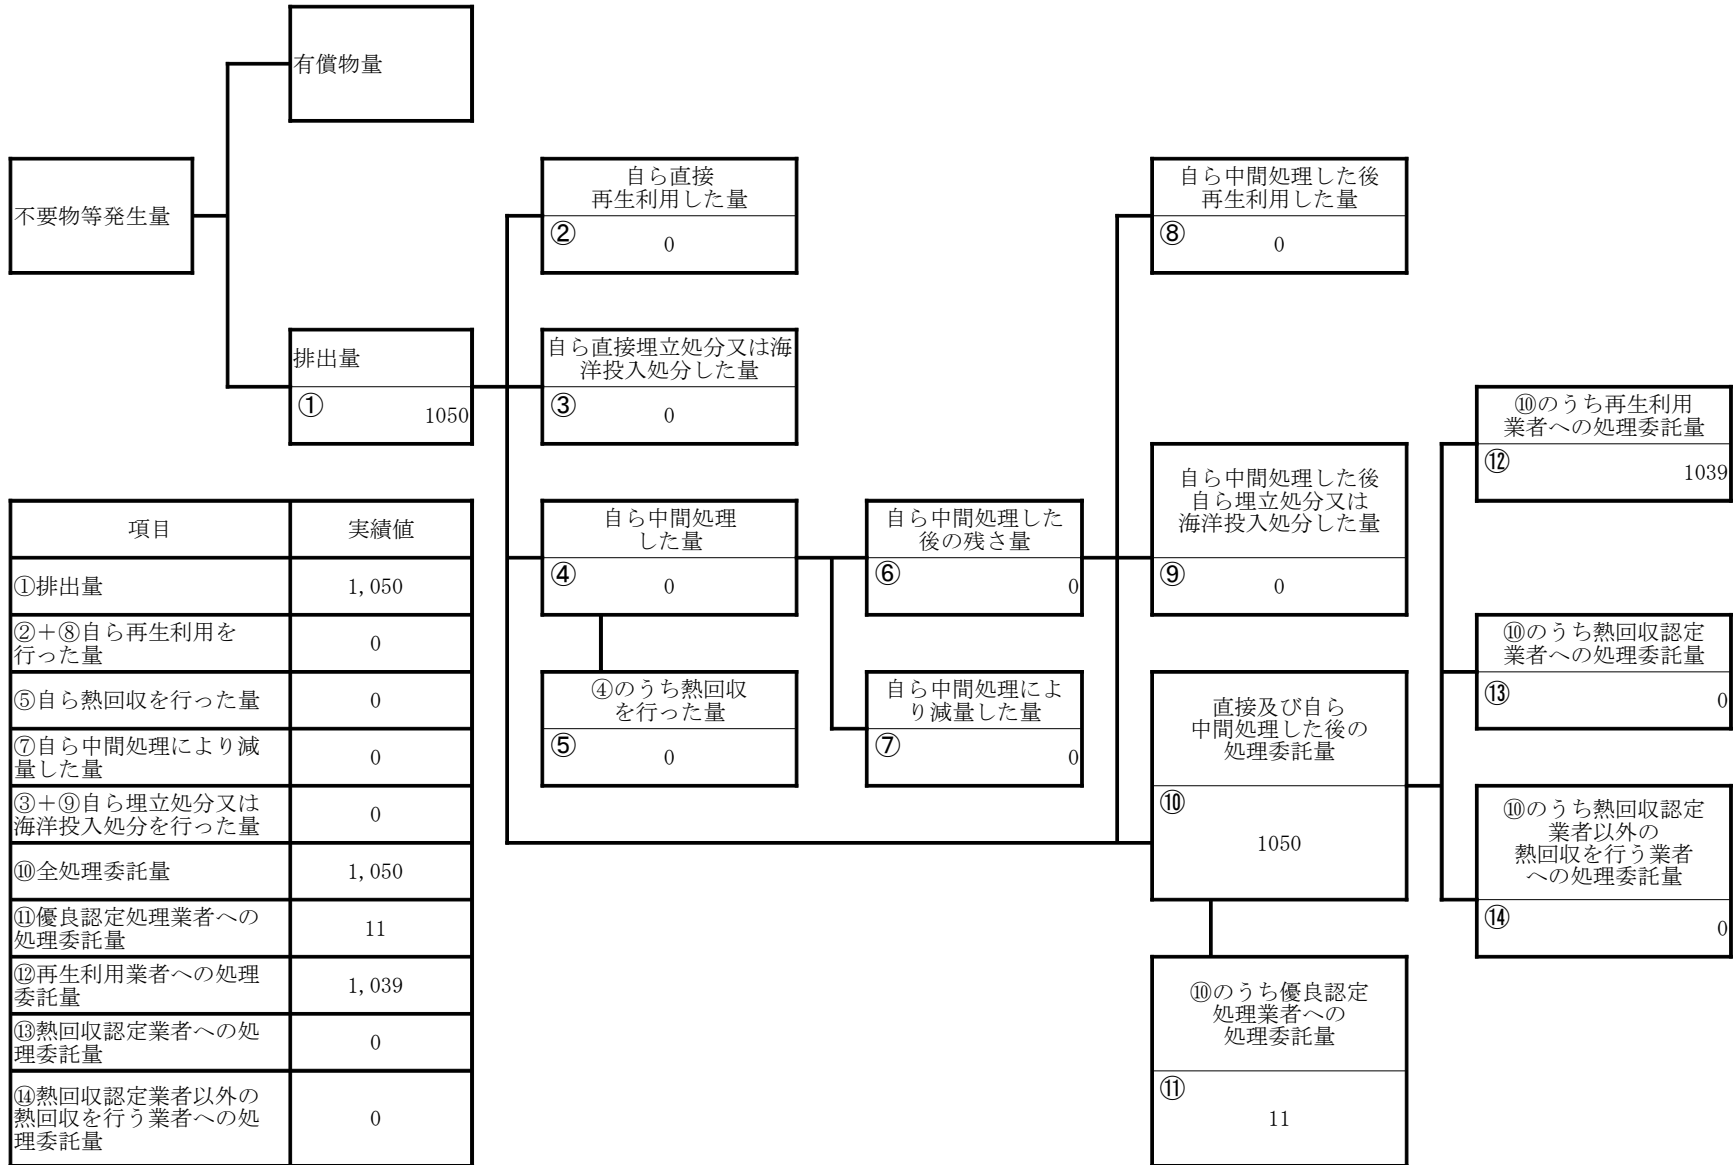 有償物量
不要物等発生量
自ら直接
再生利用した量
②
0
自ら中間処理した後
再生利用した量
⑧
0
排出量
①
1050
自ら直接埋立処分又は海
洋投入処分した量
③
0
⑩のうち再生利用
業者への処理委託量
⑫
1039
自ら中間処理
した量
④
0
自ら中間処理した
後の残さ量
⑥
0
自ら中間処理した後
自ら埋立処分又は
海洋投入処分した量
⑨
0
⑩のうち熱回収認定
業者への処理委託量
⑬
0
④のうち熱回収
を行った量
⑤
0
自ら中間処理によ
り減量した量
⑦
0
直接及び自ら
中間処理した後の
処理委託量
⑩
1050
⑩のうち熱回収認定
業者以外の
熱回収を行う業者
への処理委託量
⑭
0
⑩のうち優良認定
処理業者への
処理委託量
⑪
11
項目 実績値
①排出量 1,050
②＋⑧自ら再生利用を
行った量 0
⑤自ら熱回収を行った量 0
⑦自ら中間処理により減
量した量 0
③＋⑨自ら埋立処分又は
海洋投入処分を行った量 0
⑩全処理委託量 1,050
⑪優良認定処理業者への
処理委託量 11
⑫再生利用業者への処理
委託量 1,039
⑬熱回収認定業者への処
理委託量 0
⑭熱回収認定業者以外の
熱回収を行う業者への処
理委託量 0